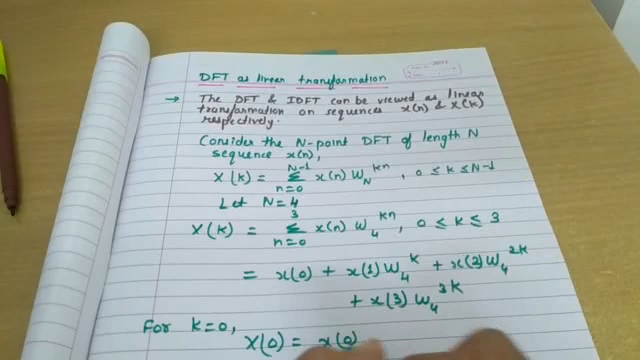 DFT as linear transformation
→ The DFT & IDFT can be viewed as linear
transformation on sequences x(n) & X(k)
respectively.
Consider the N-point DFT of length N
sequence x(n),
X(k) = Σ_{n=0}^{N-1} x(n) W_N^{kn}, 0 ≤ k ≤ N-1
Let N=4
X(k) = Σ_{n=0}^{3} x(n) W_4^{kn}, 0 ≤ k ≤ 3
= x(0) + x(1) W_4^{k} + x(2) W_4^{2k}
+ x(3) W_4^{3k}
For k=0,
X(0) = x(0)